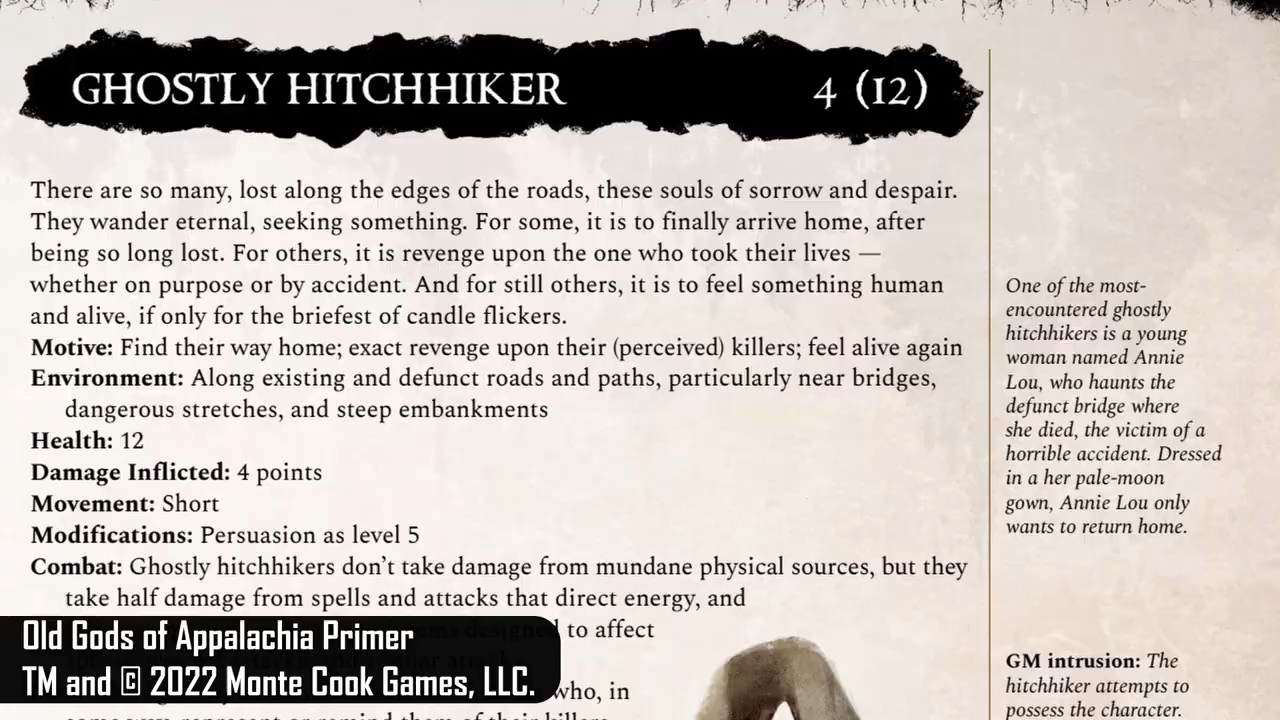 GHOSTLY HITCHHIKER
4 (12)
There are so many, lost along the edges of the roads, these souls of sorrow and despair.
They wander eternal, seeking something. For some, it is to finally arrive home, after
being so long lost. For others, it is revenge upon the one who took their lives —
whether on purpose or by accident. And for still others, it is to feel something human
and alive, if only for the briefest of candle flickers.
Motive: Find their way home; exact revenge upon their (perceived) killers; feel alive again
Environment: Along existing and defunct roads and paths, particularly near bridges,
dangerous stretches, and steep embankments
Health: 12
Damage Inflicted: 4 points
Movement: Short
Modifications: Persuasion as level 5
Combat: Ghostly hitchhikers don't take damage from mundane physical sources, but they
take half damage from spells and attacks that direct energy, and
designed to affect
who, in
some way, represent or remind them of their killers
One of the most-
encountered ghostly
hitchhikers is a young
woman named Annie
Lou, who haunts the
defunct bridge where
she died, the victim of a
horrible accident. Dressed
in a her pale-moon
gown, Annie Lou only
wants to return home.
GM intrusion: The
hitchhiker attempts to
possess the character.
Old Gods of Appalachia Primer
TM and © 2022 Monte Cook Games, LLC.